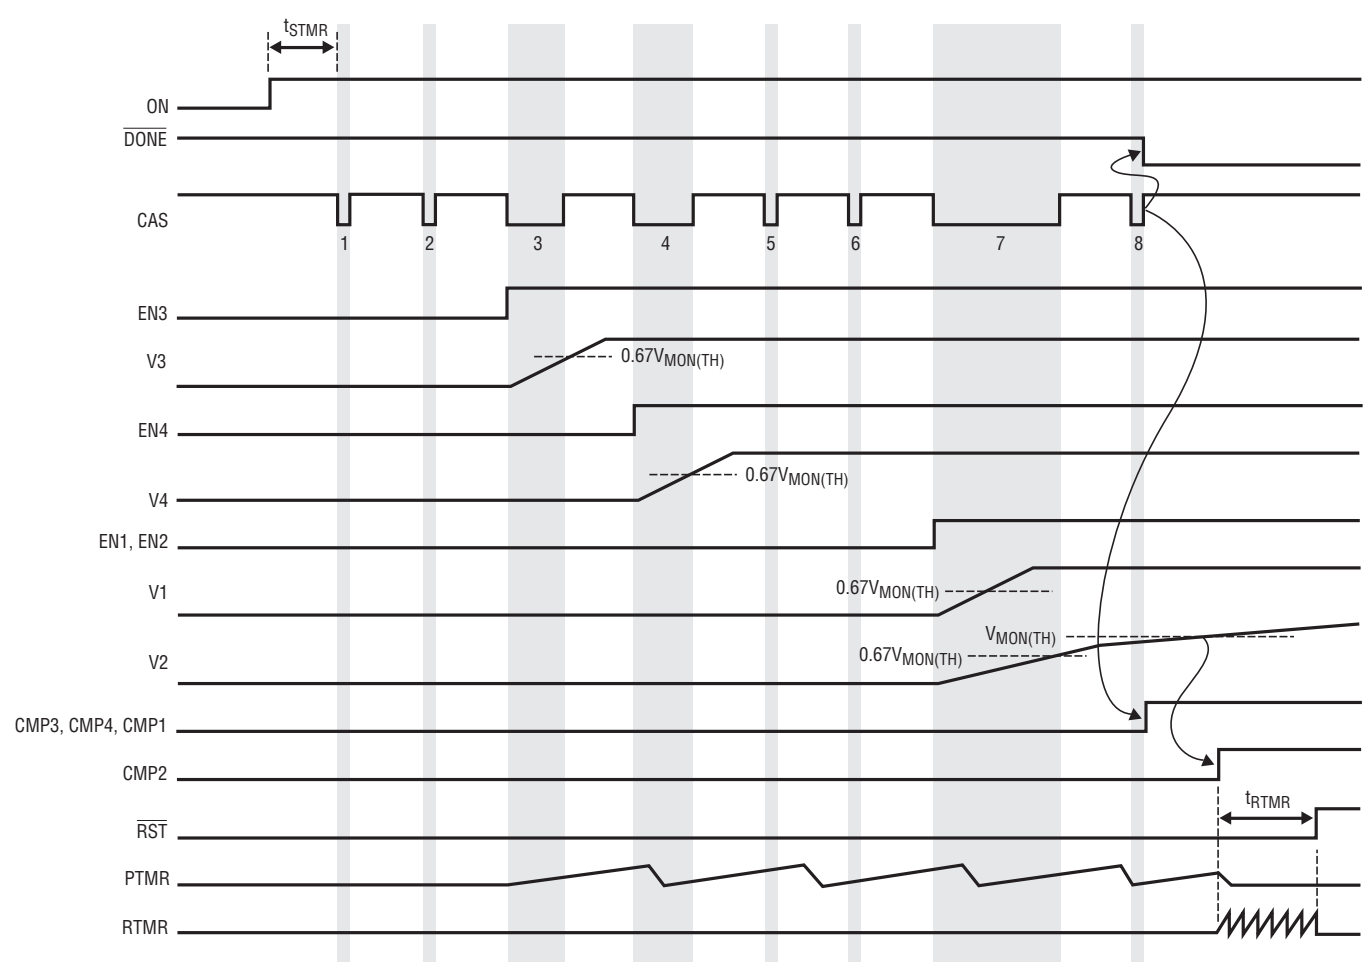 tSTMR
ON
DONE
CAS
1 2 3 4 5 6 7 8
EN3
V3
0.67VMON(TH)
EN4
V4
0.67VMON(TH)
EN1, EN2
V1
0.67VMON(TH)
V2
VMON(TH)
0.67VMON(TH)
CMP3, CMP4, CMP1
CMP2
tRTMR
RST
PTMR
RTMR